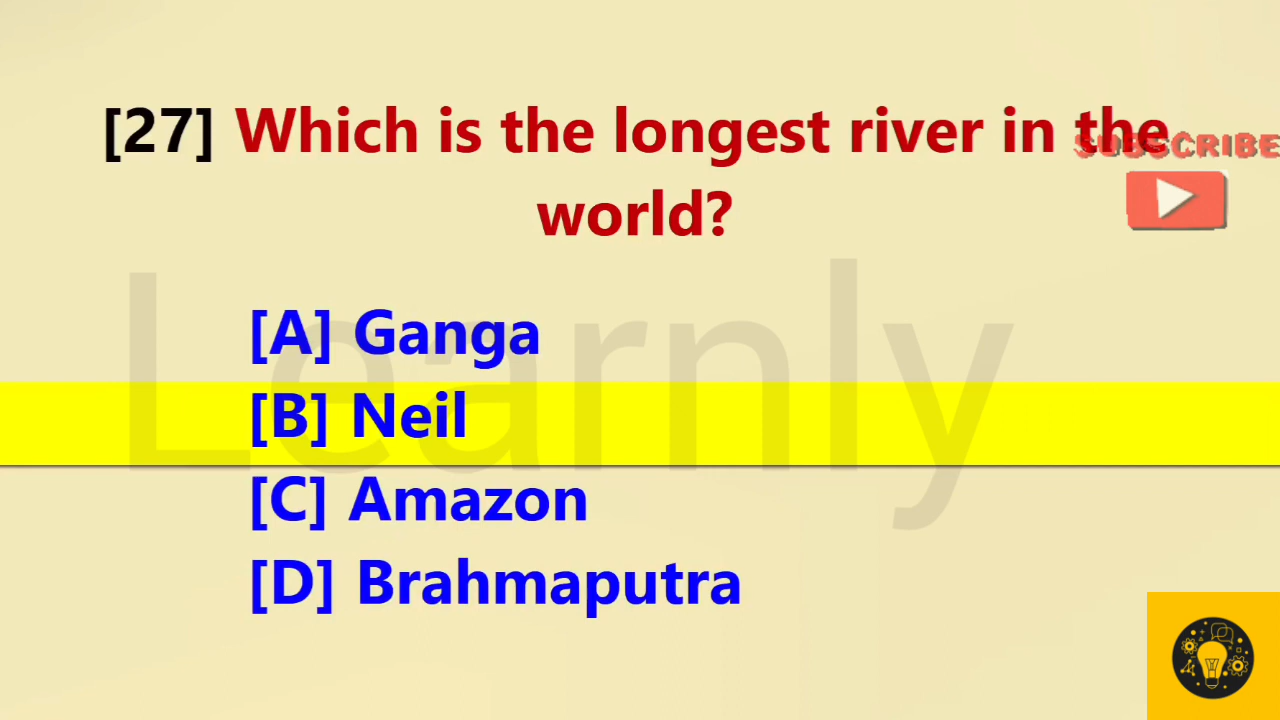 [27] Which is the longest river in the
world?
SUBSCRIBE
[A] Ganga
[B] Neil
[C] Amazon
[D] Brahmaputra
Learnly